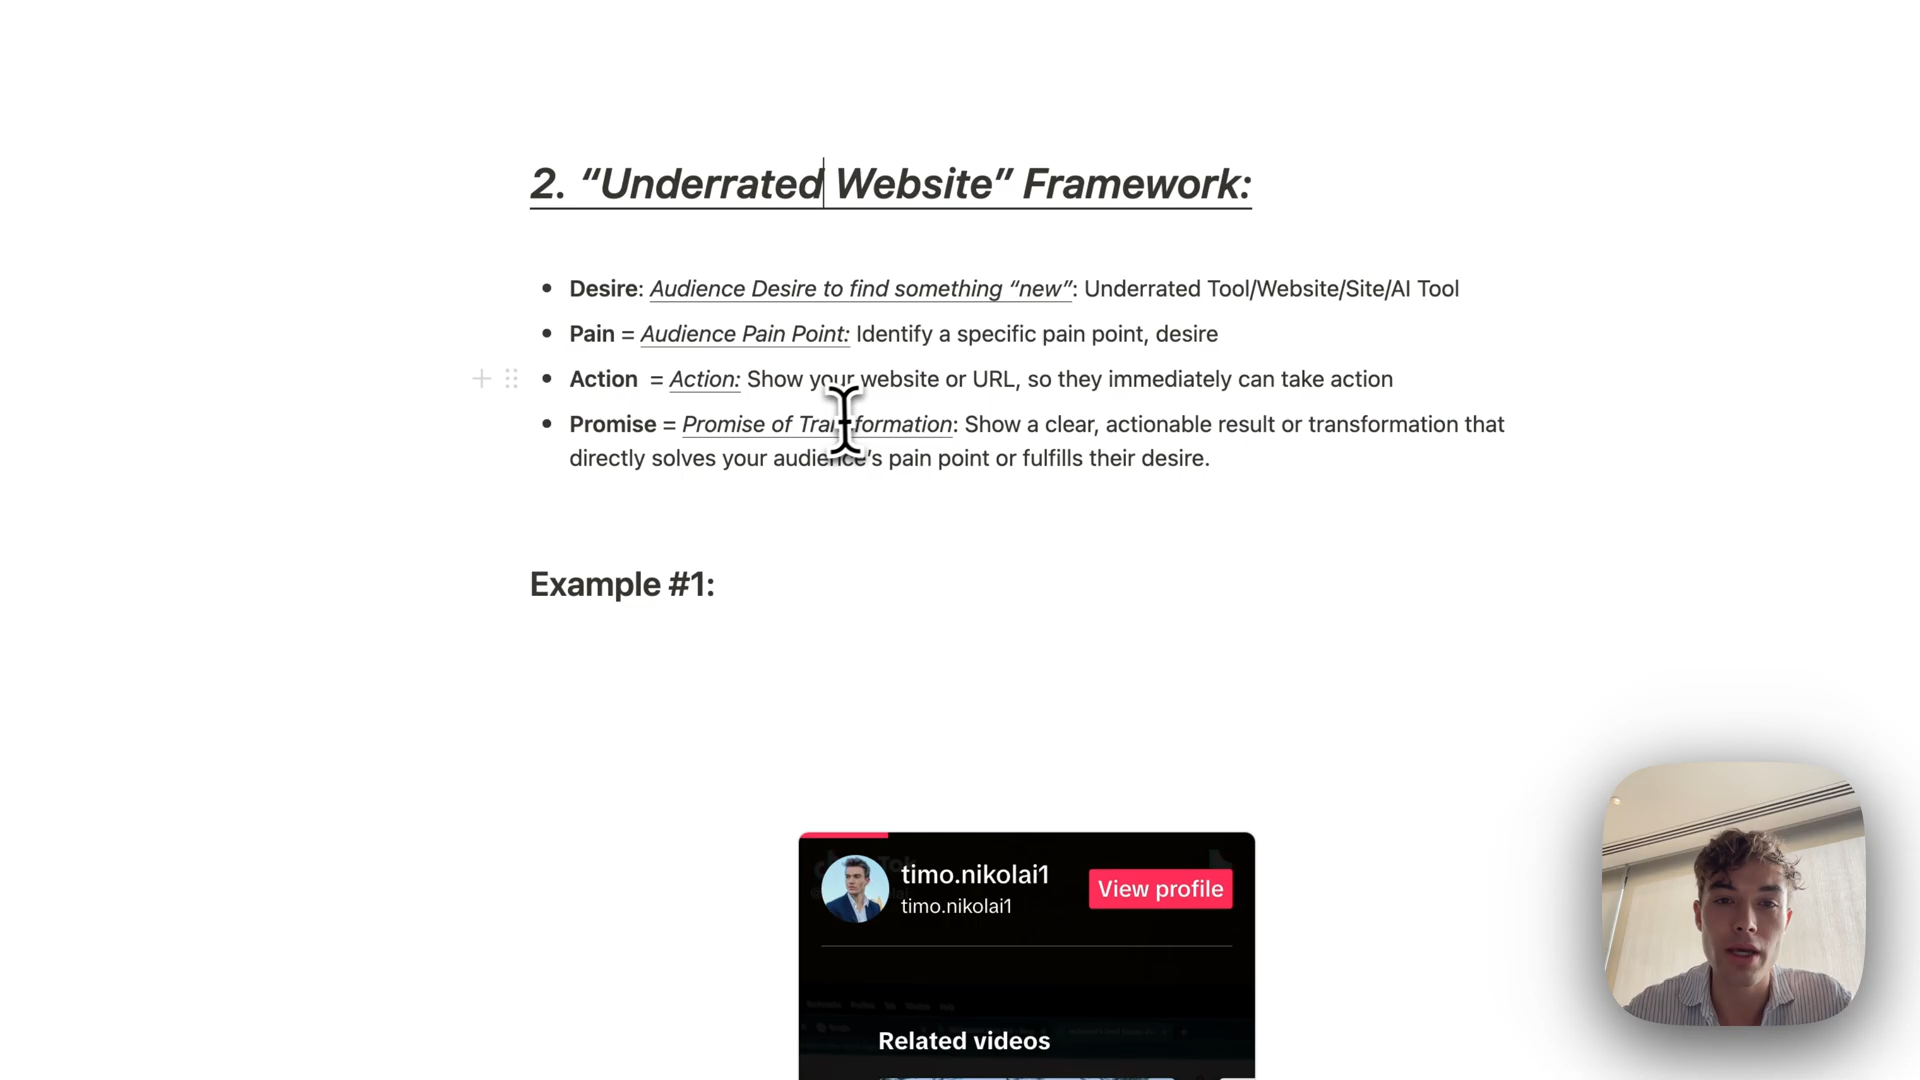 2. “Underrated Website” Framework:
• Desire: Audience Desire to find something “new”: Underrated Tool/Website/Site/AI Tool
• Pain = Audience Pain Point: Identify a specific pain point, desire
• Action = Action: Show your website or URL, so they immediately can take action
• Promise = Promise of Transformation: Show a clear, actionable result or transformation that
directly solves your audience’s pain point or fulfills their desire.
Example #1:
timo.nikolai1
timo.nikolai1
View profile
Related videos